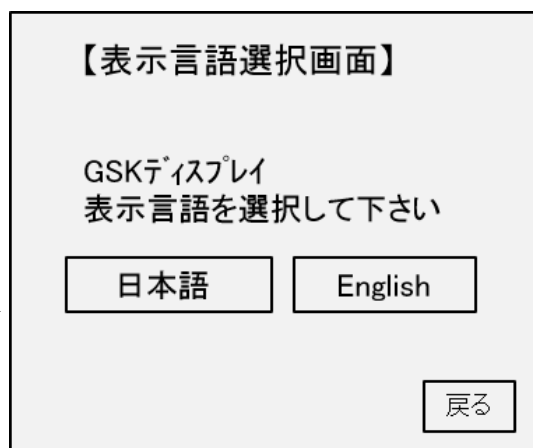 【表示言語選択画面】
GSKﾃﾞｨｽﾌﾟﾚｲ
表示言語を選択して下さい
日本語
English
戻る